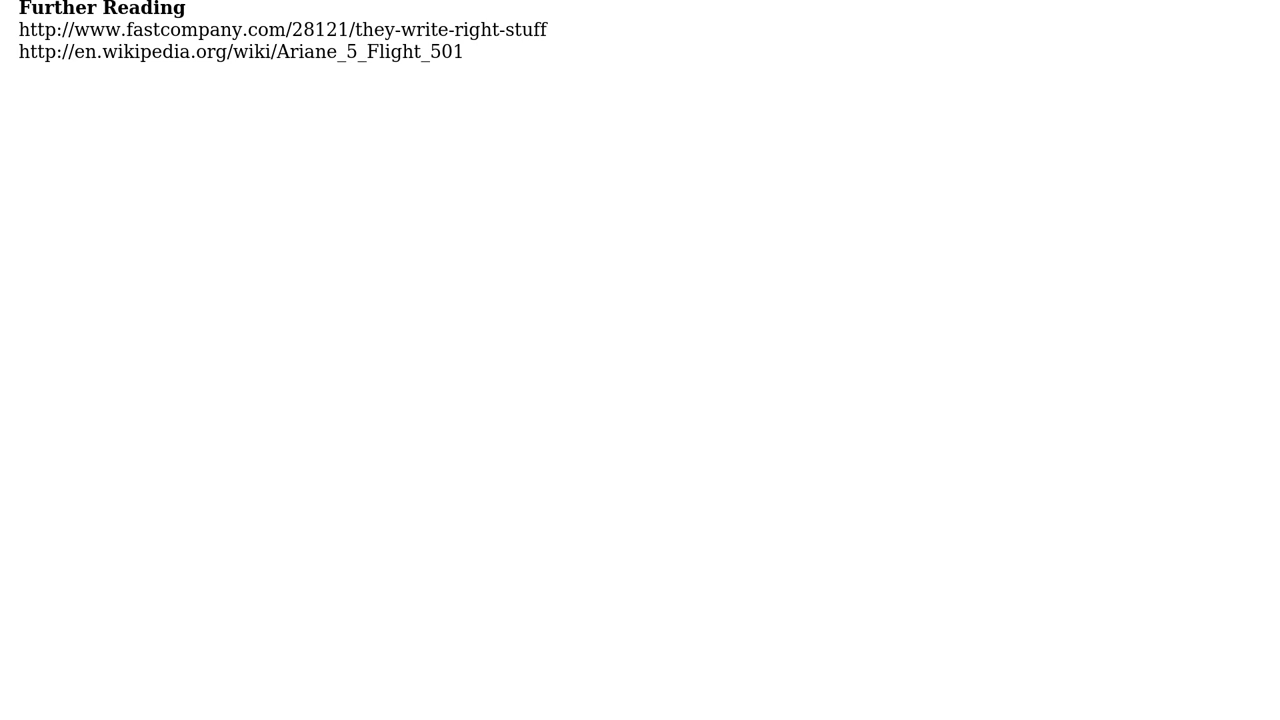 Further Reading
http://www.fastcompany.com/28121/they-write-right-stuff
http://en.wikipedia.org/wiki/Ariane_5_Flight_501